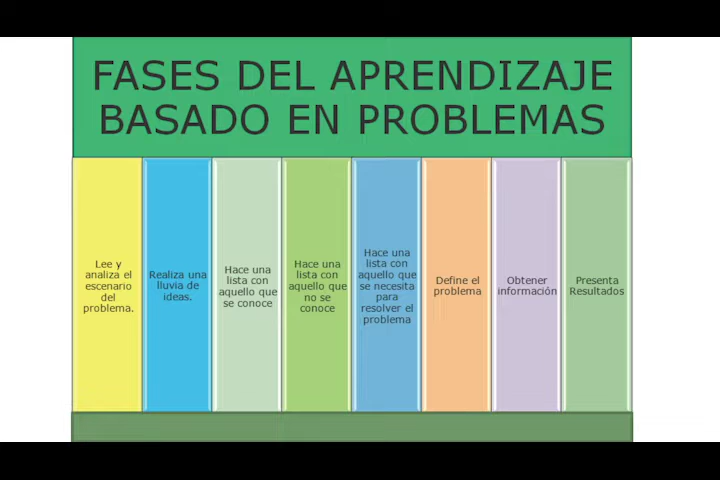 FASES DEL APRENDIZAJE
BASADO EN PROBLEMAS
Lee y
analiza el
escenario
del
problema.
Realiza una
lluvia de
ideas.
Hace una
lista con
aquello que
se conoce
Hace una
lista con
aquello que
no se
conoce
Hace una
lista con
aquello que
se necesita
para
resolver el
problema
Define el
problema
Obtener
información
Presenta
Resultados